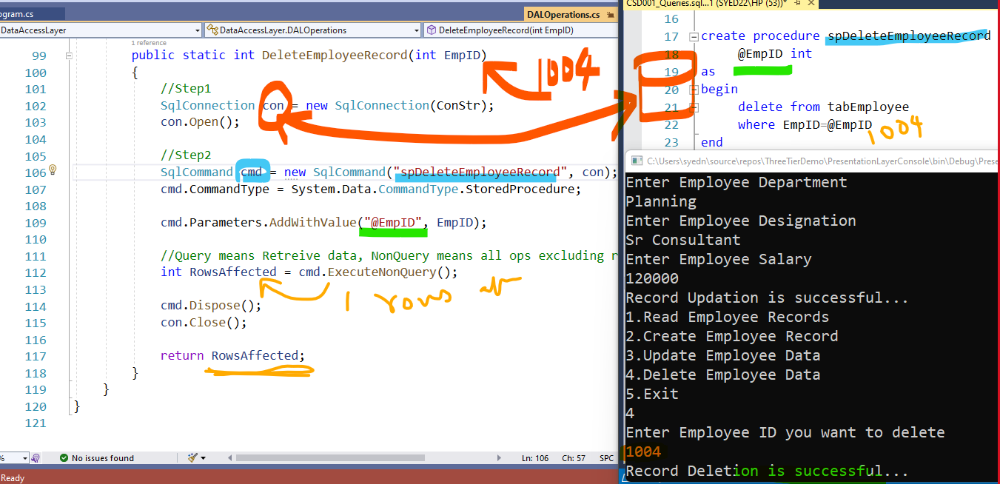 ogram.cs
DALOperations.cs
DataAccessLayer
DataAccessLayer.DALOperations
DeleteEmployeeRecord(int EmpID)
1 reference
99 public static int DeleteEmployeeRecord(int EmpID)
1004
100 {
101 //Step1
102 SqlConnection con = new SqlConnection(ConStr);
103 con.Open();
104
105 //Step2
106 SqlCommand cmd = new SqlCommand("spDeleteEmployeeRecord", con);
107 cmd.CommandType = System.Data.CommandType.StoredProcedure;
108
109 cmd.Parameters.AddWithValue("@EmpID", EmpID);
110
111 //Query means Retreive data, NonQuery means all ops excluding r
112 int RowsAffected = cmd.ExecuteNonQuery();
113
1 rows
114 cmd.Dispose();
115 con.Close();
116
117 return RowsAffected;
118 }
119 }
120 }
121
%
No issues found
Ln: 106 Ch: 57 SPC
Ready
CSD001_Queries.sql...1 (SYED22\HP (53))*
16
17 create procedure spDeleteEmployeeRecord
18 @EmpID int
19 as
20 begin
21 delete from tabEmployee
22 where EmpID=@EmpID
1004
23 end
C:\Users\syedn\source\repos\ThreeTierDemo\PresentationLayerConsole\bin\Debug\Prese
Enter Employee Department
Planning
Enter Employee Designation
Sr Consultant
Enter Employee Salary
120000
Record Updation is successful...
1.Read Employee Records
2.Create Employee Record
3.Update Employee Data
4.Delete Employee Data
5.Exit
4
Enter Employee ID you want to delete
1004
Record Deletion is successful...